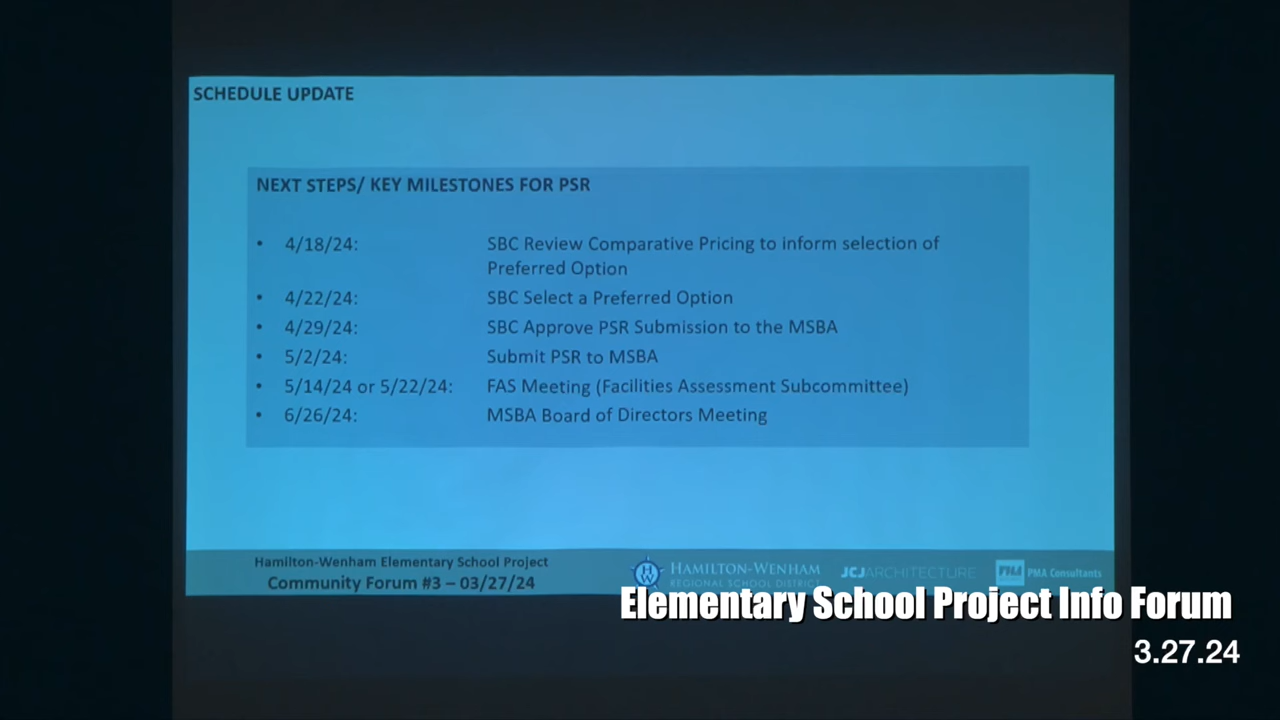 SCHEDULE UPDATE
NEXT STEPS/ KEY MILESTONES FOR PSR
• 4/18/24: SBC Review Comparative Pricing to inform selection of
Preferred Option
• 4/22/24: SBC Select a Preferred Option
• 4/29/24: SBC Approve PSR Submission to the MSBA
• 5/2/24: Submit PSR to MSBA
• 5/14/24 or 5/22/24: FAS Meeting (Facilities Assessment Subcommittee)
• 6/26/24: MSBA Board of Directors Meeting
Hamilton-Wenham Elementary School Project
Community Forum #3 – 03/27/24
HW
HAMILTON-WENHAM
REGIONAL SCHOOL DISTRICT
JCJARCHITECTURE
PMA PMA Consultants
Elementary School Project Info Forum
3.27.24